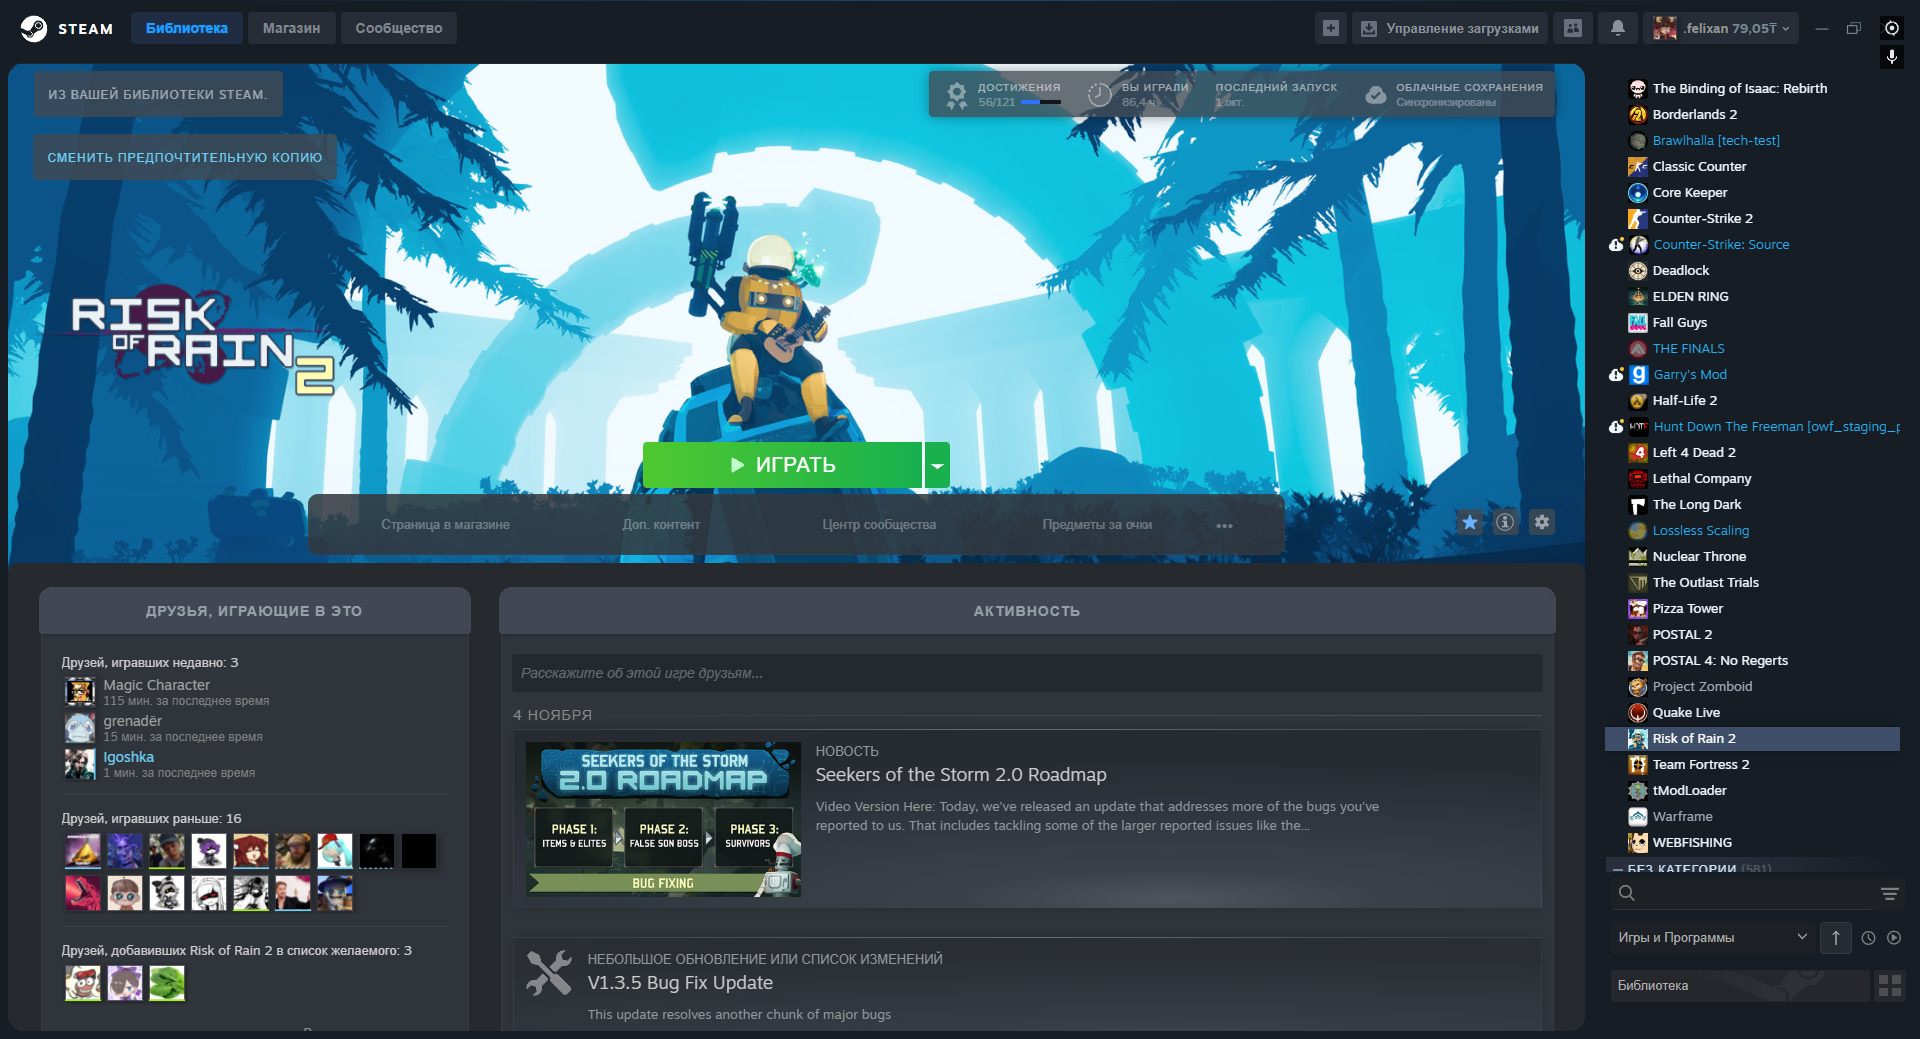 STEAM
Библиотека
Магазин
Сообщество
Управление загрузками
.felixan 79,05₸
ИЗ ВАШЕЙ БИБЛИОТЕКИ STEAM.
СМЕНИТЬ ПРЕДПОЧТИТЕЛЬНУЮ КОПИЮ
ДОСТИЖЕНИЯ
56/121
ВЫ ИГРАЛИ
86,4 ч.
ПОСЛЕДНИЙ ЗАПУСК
1 окт.
ОБЛАЧНЫЕ СОХРАНЕНИЯ
Синхронизированы
RISK
OF RAIN 2
ИГРАТЬ
Страница в магазине
Доп. контент
Центр сообщества
Предметы за очки
ДРУЗЬЯ, ИГРАЮЩИЕ В ЭТО
Друзей, игравших недавно: 3
Magic Character
115 мин. за последнее время
grenadёr
15 мин. за последнее время
Igoshka
1 мин. за последнее время
Друзей, игравших раньше: 16
Друзей, добавивших Risk of Rain 2 в список желаемого: 3
АКТИВНОСТЬ
Расскажите об этой игре друзьям...
4 НОЯБРЯ
SEEKERS OF THE STORM
2.0 ROADMAP
PHASE 1:
ITEMS & ELITES
PHASE 2:
FALSE SON BOSS
PHASE 3:
SURVIVORS
BUG FIXING
НОВОСТЬ
Seekers of the Storm 2.0 Roadmap
Video Version Here: Today, we've released an update that addresses more of the bugs you've
reported to us. That includes tackling some of the larger reported issues like the...
НЕБОЛЬШОЕ ОБНОВЛЕНИЕ ИЛИ СПИСОК ИЗМЕНЕНИЙ
V1.3.5 Bug Fix Update
This update resolves another chunk of major bugs
The Binding of Isaac: Rebirth
Borderlands 2
Brawlhalla [tech-test]
Classic Counter
Core Keeper
Counter-Strike 2
Counter-Strike: Source
Deadlock
ELDEN RING
Fall Guys
THE FINALS
Garry's Mod
Half-Life 2
Hunt Down The Freeman [owf_staging_p
Left 4 Dead 2
Lethal Company
The Long Dark
Lossless Scaling
Nuclear Throne
The Outlast Trials
Pizza Tower
POSTAL 2
POSTAL 4: No Regerts
Project Zomboid
Quake Live
Risk of Rain 2
Team Fortress 2
tModLoader
Warframe
WEBFISHING
— БЕЗ КАТЕГОРИИ (581)
Игры и Программы
Библиотека